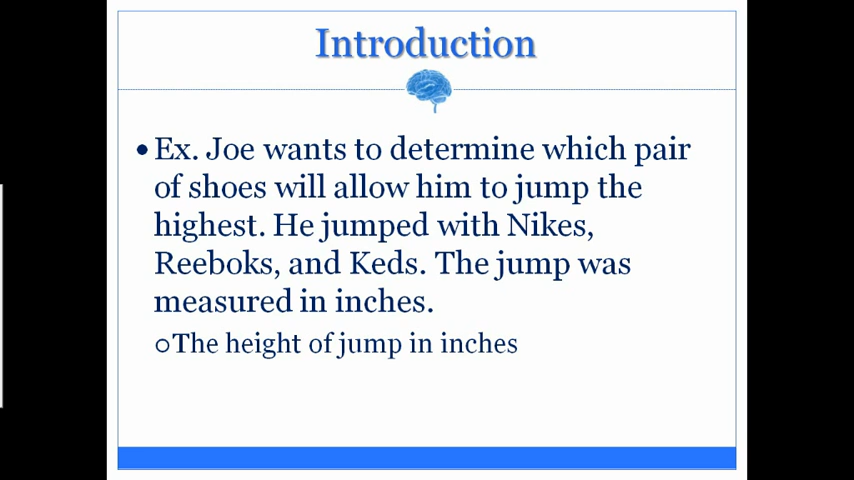 Introduction
• Ex. Joe wants to determine which pair
of shoes will allow him to jump the
highest. He jumped with Nikes,
Reeboks, and Keds. The jump was
measured in inches.
○The height of jump in inches